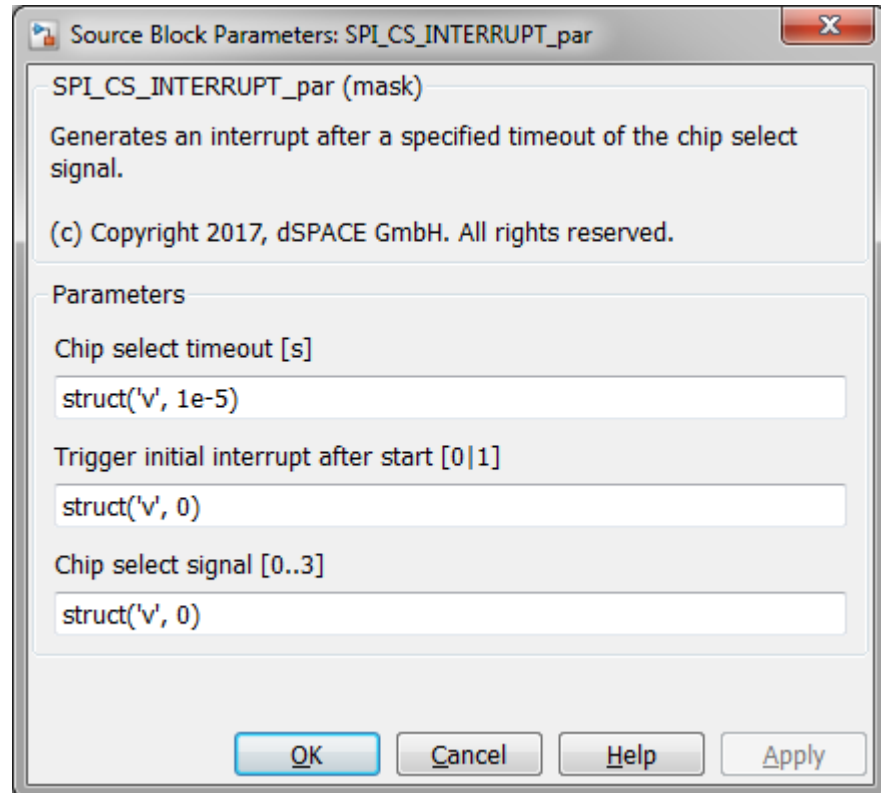 Source Block Parameters: SPI_CS_INTERRUPT_par
SPI_CS_INTERRUPT_par (mask)
Generates an interrupt after a specified timeout of the chip select
signal.
(c) Copyright 2017, dSPACE GmbH. All rights reserved.
Parameters
Chip select timeout [s]
struct('v', 1e-5)
Trigger initial interrupt after start [0|1]
struct('v', 0)
Chip select signal [0..3]
struct('v', 0)
OK Cancel Help Apply